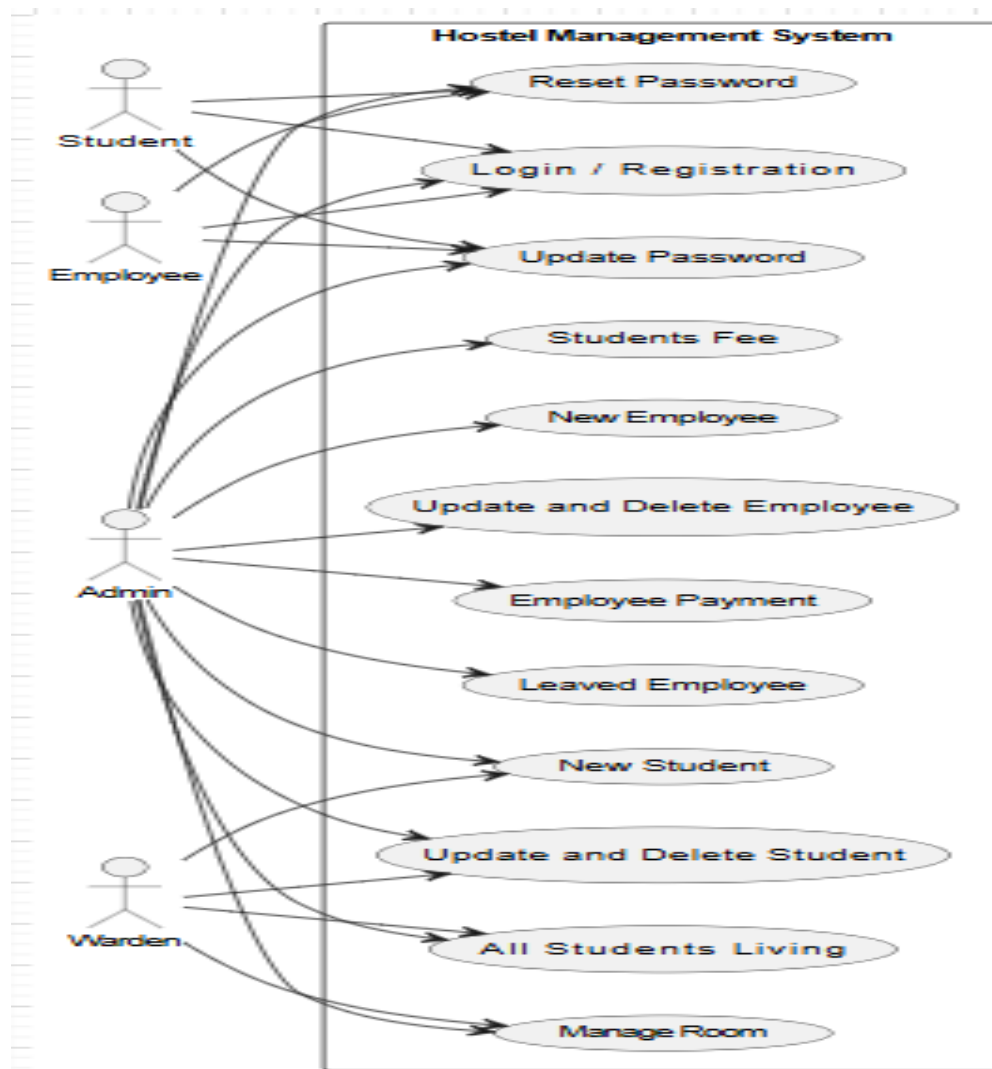 Hostel Management System
Reset Password
Student
Login / Registration
Employee
Update Password
Students Fee
New Employee
Update and Delete Employee
Admin
Employee Payment
Leaved Employee
New Student
Update and Delete Student
Warden
All Students Living
Manage Room